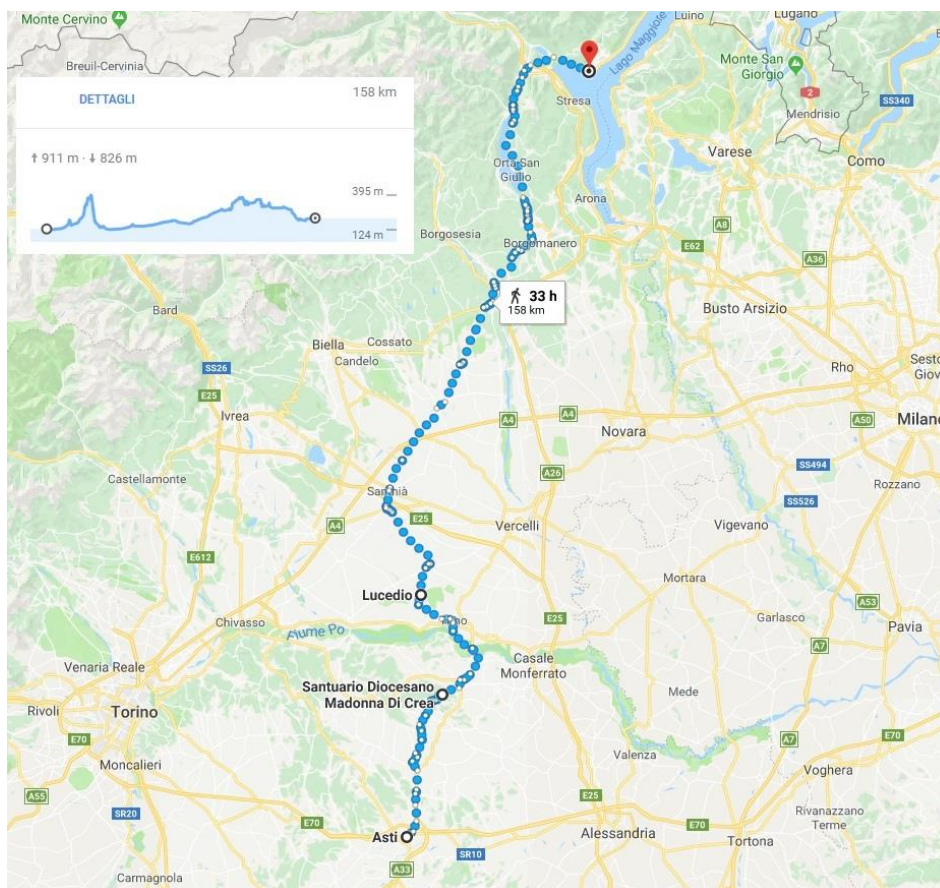 Monte Cervino
Breuil-Cervinia
DETTAGLI
158 km
↑ 911 m · ↓ 826 m
395 m
124 m
Luino
Lugano
Lago Maggiore
Stresa
Monte San
Giorgio
2
Mendrisio
SS340
Varese
Como
Orta San
Giulio
Arona
Borgosesia
Borgomanero
E62
A8
A36
33 h
158 km
Busto Arsizio
Bard
Biella
Cossato
Candelo
SS26
E25
Ivrea
Rho
Sesto
Giov
A4
A4
A50
Milano
Novara
A26
SS494
Rozzano
SS526
Castellamonte
A4
E25
Vercelli
Vigevano
E612
Lucedio
Mortara
Chivasso
Fiume Po
E25
Garlasco
A53
Pavia
A7
Venaria Reale
Casale
Monferrato
Santuario Diocesano
Madonna Di Crea
Mede
Rivoli
Torino
E70
Moncalieri
Valenza
A7
E70
Voghera
A55
SR20
E70
E25
Rivanazzano
Terme
Asti
Alessandria
SR10
Tortona
A33
Carmagnola